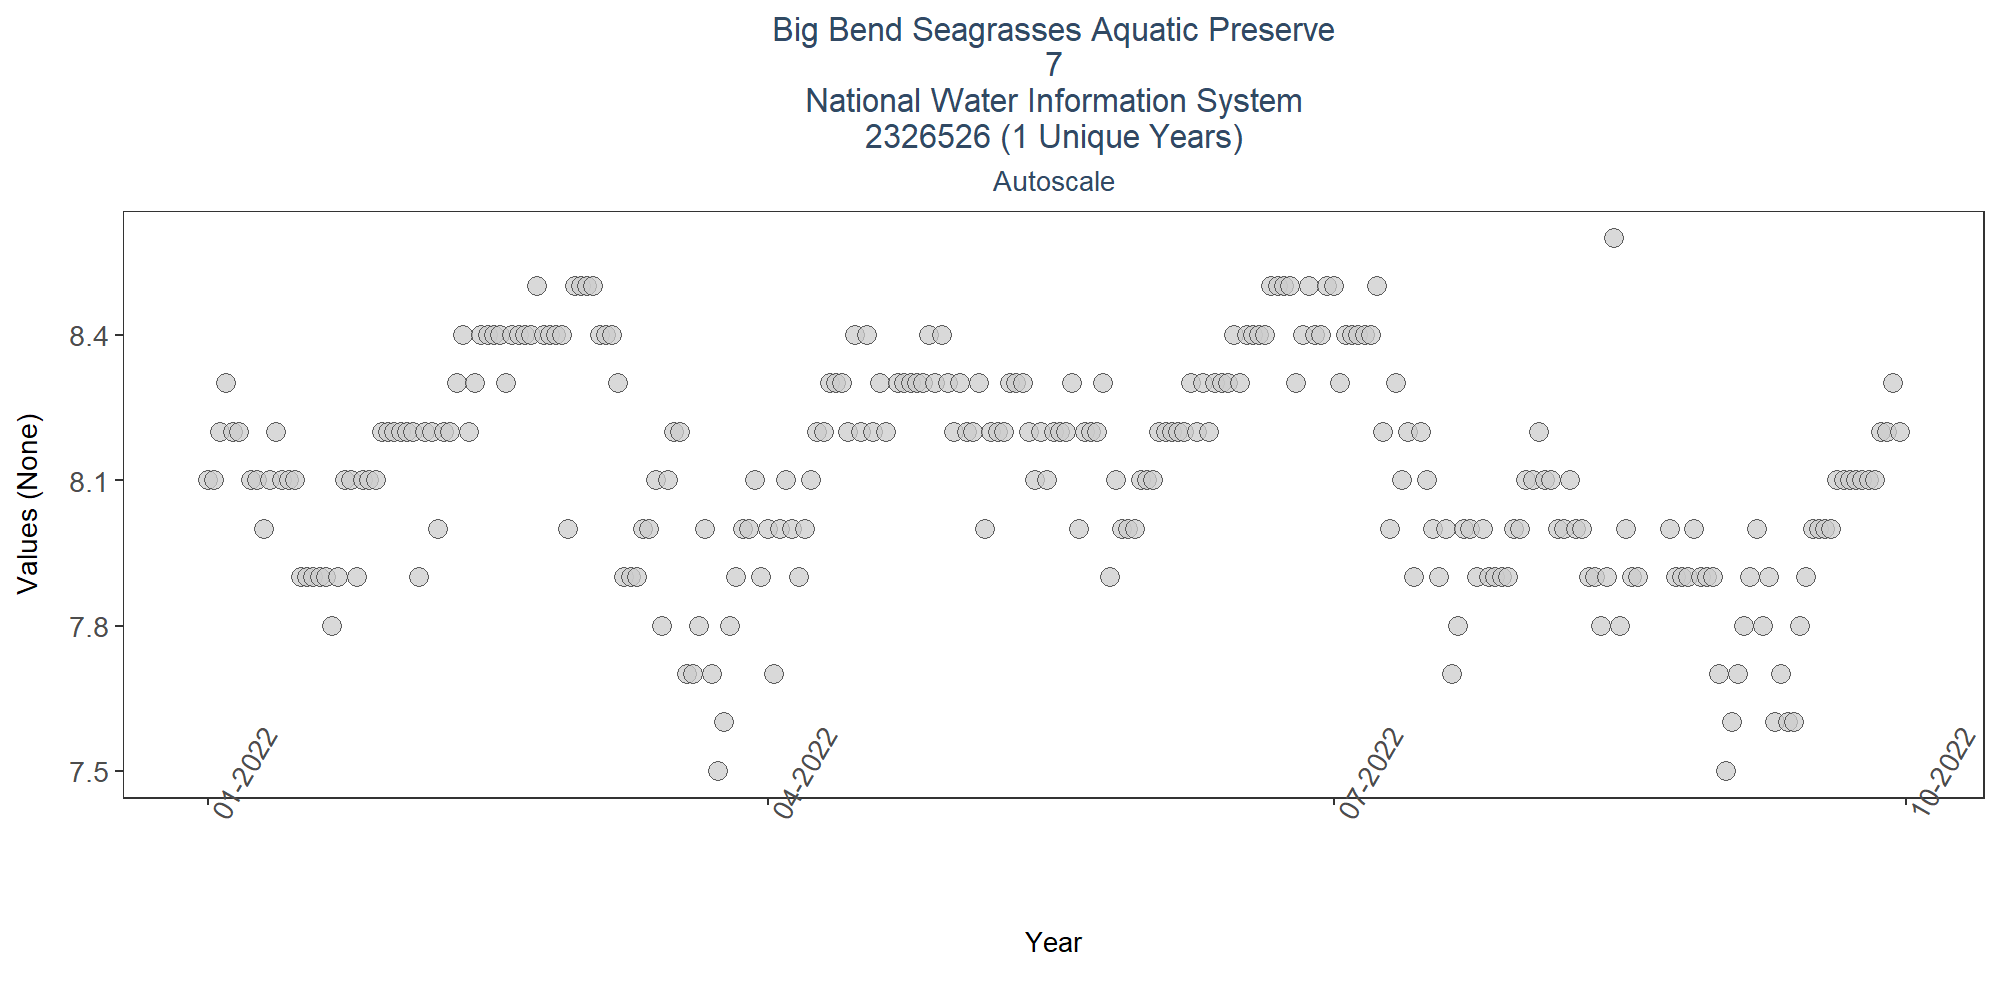 Big Bend Seagrasses Aquatic Preserve
7
National Water Information System
2326526 (1 Unique Years)
Autoscale
Values (None)
8.4
8.1
7.8
7.5
01-2022
04-2022
07-2022
10-2022
Year